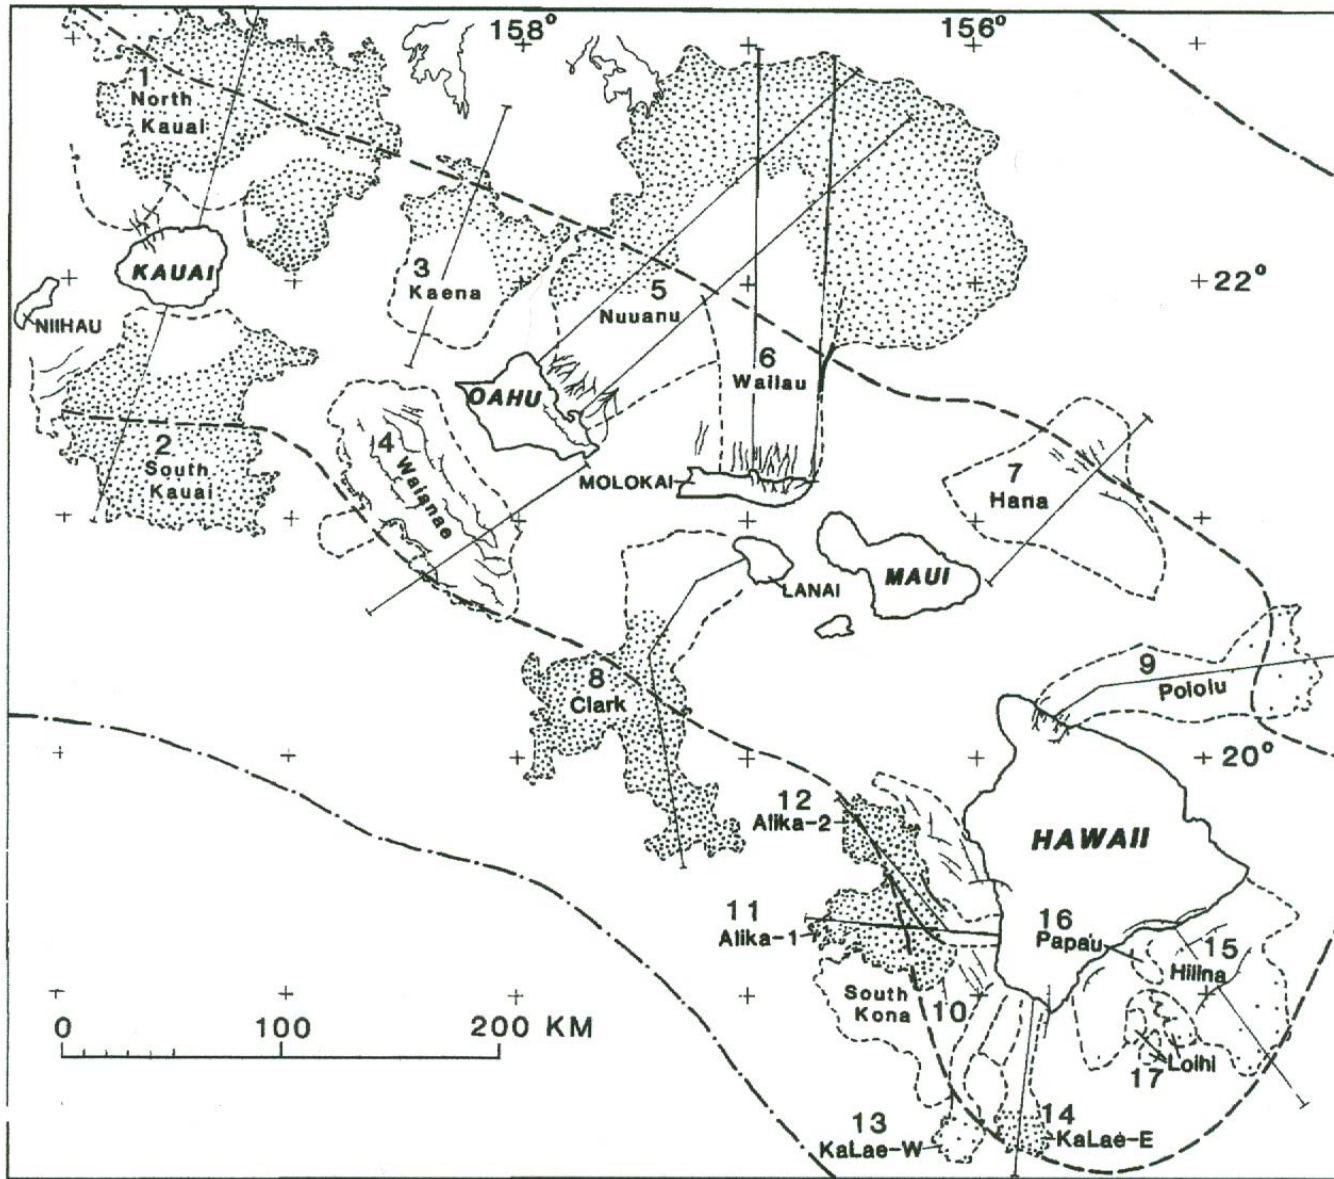 158°
156°
1
North
Kauai
KAUAI
NIIHAU
3
Kaena
5
Nuuanu
22°
6
Wailau
OAHU
2
South
Kauai
4 Waianae
MOLOKAI
7
Hana
LANAI
MAUI
8
Clark
9
Pololu
20°
12
Alika-2
HAWAII
11
Alika-1
16
Papa'u
15
Hilina
South
Kona
10
0 100 200 KM
Loihi
17
13
KaLae-W
14
KaLae-E